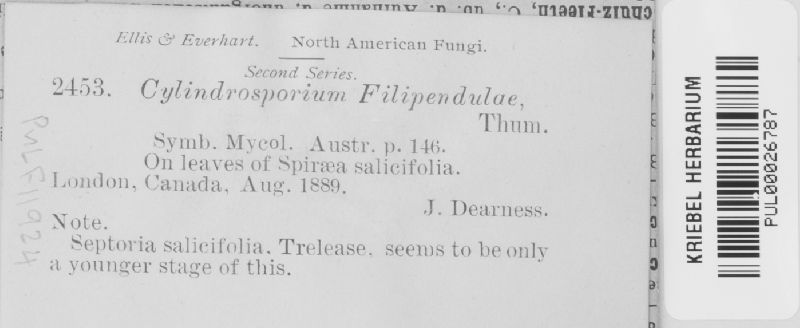 Ellis & Everhart. North American Fungi.
Second Series.
2453. Cylindrosporium Filipendulae,
Thum.
Symb. Mycol. Austr. p. 146.
On leaves of Spiræa salicifolia.
London, Canada, Aug. 1889.
J. Dearness.
Note.
Septoria salicifolia, Trelease, seems to be only
a younger stage of this.
PULF11924
KRIEBEL HERBARIUM
PUL00026787